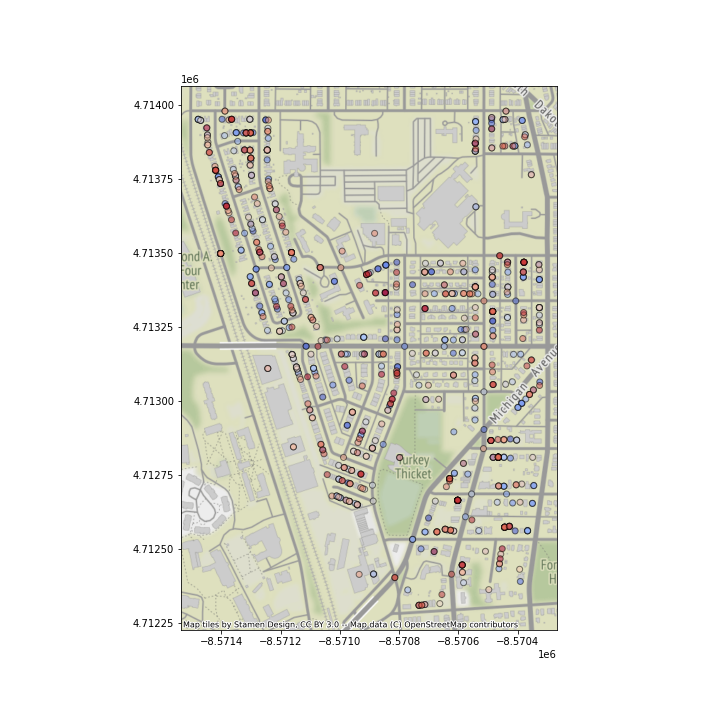 1e6
4.71400
4.71375
4.71350
4.71325
4.71300
4.71275
4.71250
4.71225
th Dako
ond A.
Four
nter
Michigan Avenu
Turkey
Thicket
For
H
Map tiles by Stamen Design, CC BY 3.0 -- Map data (C) OpenStreetMap contributors
−8.5714 −8.5712 −8.5710 −8.5708 −8.5706 −8.5704
1e6